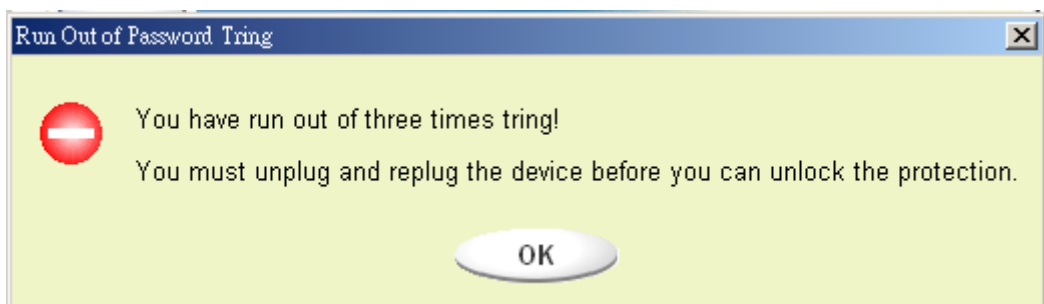 Run Out of Password Tring
You have run out of three times tring!
You must unplug and replug the device before you can unlock the protection.
OK